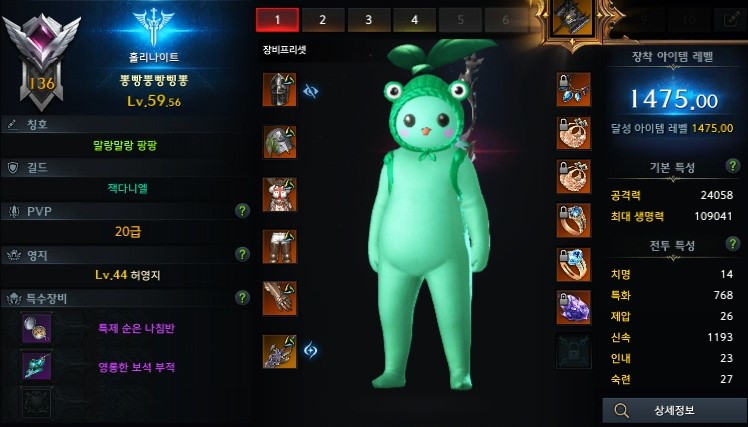 136
홀리나이트
뽕빵뽕빵삥뽕
Lv.59.56
칭호
말랑말랑 팡팡
길드
잭다니엘
PVP
20급
영지
Lv.44 허영지
특수장비
특제 순은 나침반
영롱한 보석 부적
1 2 3 4 5 6 9 10
장비프리셋
장착 아이템 레벨
1475.00
달성 아이템 레벨 1475.00
기본 특성
공격력 24058
최대 생명력 109041
전투 특성
치명 14
특화 768
제압 26
신속 1193
인내 23
숙련 27
상세정보